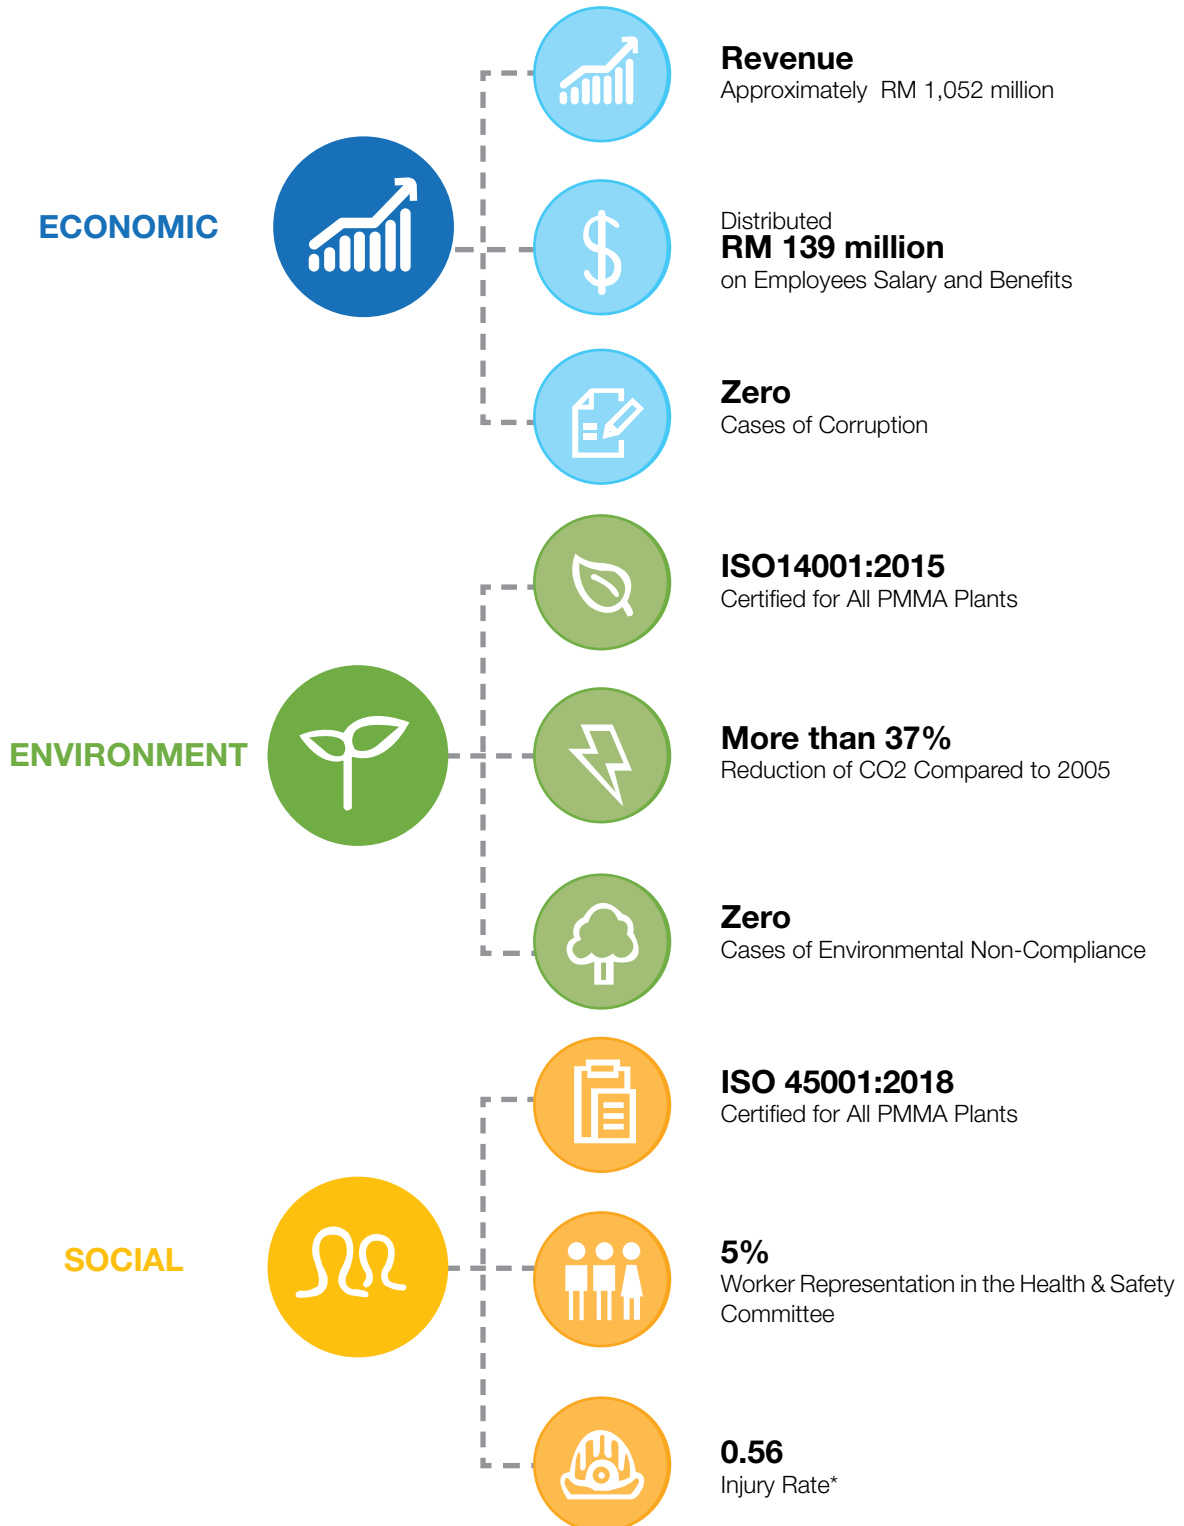 ECONOMIC
Revenue
Approximately RM 1,052 million
Distributed
RM 139 million
on Employees Salary and Benefits
Zero
Cases of Corruption
ENVIRONMENT
ISO14001:2015
Certified for All PMMA Plants
More than 37%
Reduction of CO2 Compared to 2005
Zero
Cases of Environmental Non-Compliance
SOCIAL
ISO 45001:2018
Certified for All PMMA Plants
5%
Worker Representation in the Health & Safety
Committee
0.56
Injury Rate*